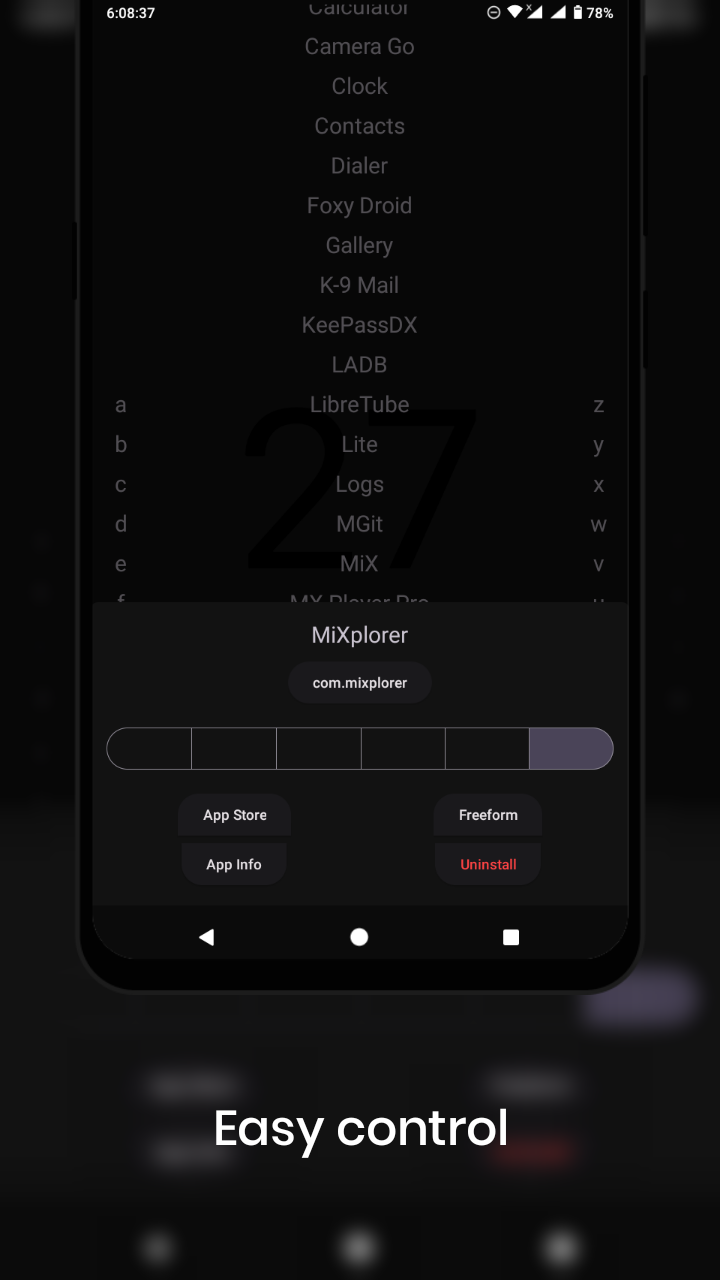 6:08:37 78%
Calculator
Camera Go
Clock
Contacts
Dialer
Foxy Droid
Gallery
K-9 Mail
KeePassDX
LADB
a LibreTube z
b Lite y
c Logs x
d MGit w
e MiX v
f MX Player Pro u
27
MiXplorer
com.mixplorer
App Store Freeform
App Info Uninstall
Easy control